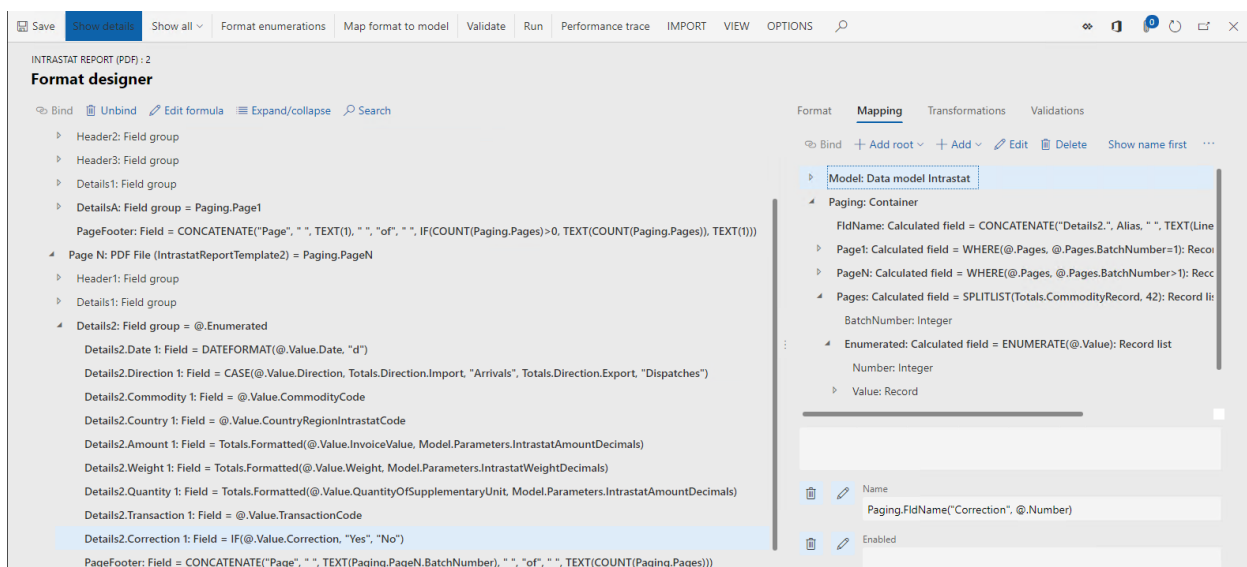 Save Show details Show all Format enumerations Map format to model Validate Run Performance trace IMPORT VIEW OPTIONS 0
INTRASTAT REPORT (PDF) : 2
Format designer
Bind Unbind Edit formula Expand/collapse Search
Header2: Field group
Header3: Field group
Details1: Field group
DetailsA: Field group = Paging.Page1
PageFooter: Field = CONCATENATE("Page", " ", TEXT(1), " ", "of", " ", IF(COUNT(Paging.Pages)>0, TEXT(COUNT(Paging.Pages)), TEXT(1)))
Page N: PDF File (IntrastatReportTemplate2) = Paging.PageN
Header1: Field group
Details1: Field group
Details2: Field group = @.Enumerated
Details2.Date 1: Field = DATEFORMAT(@.Value.Date, "d")
Details2.Direction 1: Field = CASE(@.Value.Direction, Totals.Direction.Import, "Arrivals", Totals.Direction.Export, "Dispatches")
Details2.Commodity 1: Field = @.Value.CommodityCode
Details2.Country 1: Field = @.Value.CountryRegionIntrastatCode
Details2.Amount 1: Field = Totals.Formatted(@.Value.InvoiceValue, Model.Parameters.IntrastatAmountDecimals)
Details2.Weight 1: Field = Totals.Formatted(@.Value.Weight, Model.Parameters.IntrastatWeightDecimals)
Details2.Quantity 1: Field = Totals.Formatted(@.Value.QuantityOfSupplementaryUnit, Model.Parameters.IntrastatAmountDecimals)
Details2.Transaction 1: Field = @.Value.TransactionCode
Details2.Correction 1: Field = IF(@.Value.Correction, "Yes", "No")
PageFooter: Field = CONCATENATE("Page", " ", TEXT(Paging.PageN.BatchNumber), " ", "of", " ", TEXT(COUNT(Paging.Pages)))
Format Mapping Transformations Validations
Bind Add root Add Edit Delete Show name first ...
Model: Data model Intrastat
Paging: Container
FldName: Calculated field = CONCATENATE("Details2.", Alias, " ", TEXT(Line
Page1: Calculated field = WHERE(@.Pages, @.Pages.BatchNumber=1): Recor
PageN: Calculated field = WHERE(@.Pages, @.Pages.BatchNumber>1): Recc
Pages: Calculated field = SPLITLIST(Totals.CommodityRecord, 42): Record lis
BatchNumber: Integer
Enumerated: Calculated field = ENUMERATE(@.Value): Record list
Number: Integer
Value: Record
Name
Paging.FldName("Correction", @.Number)
Enabled